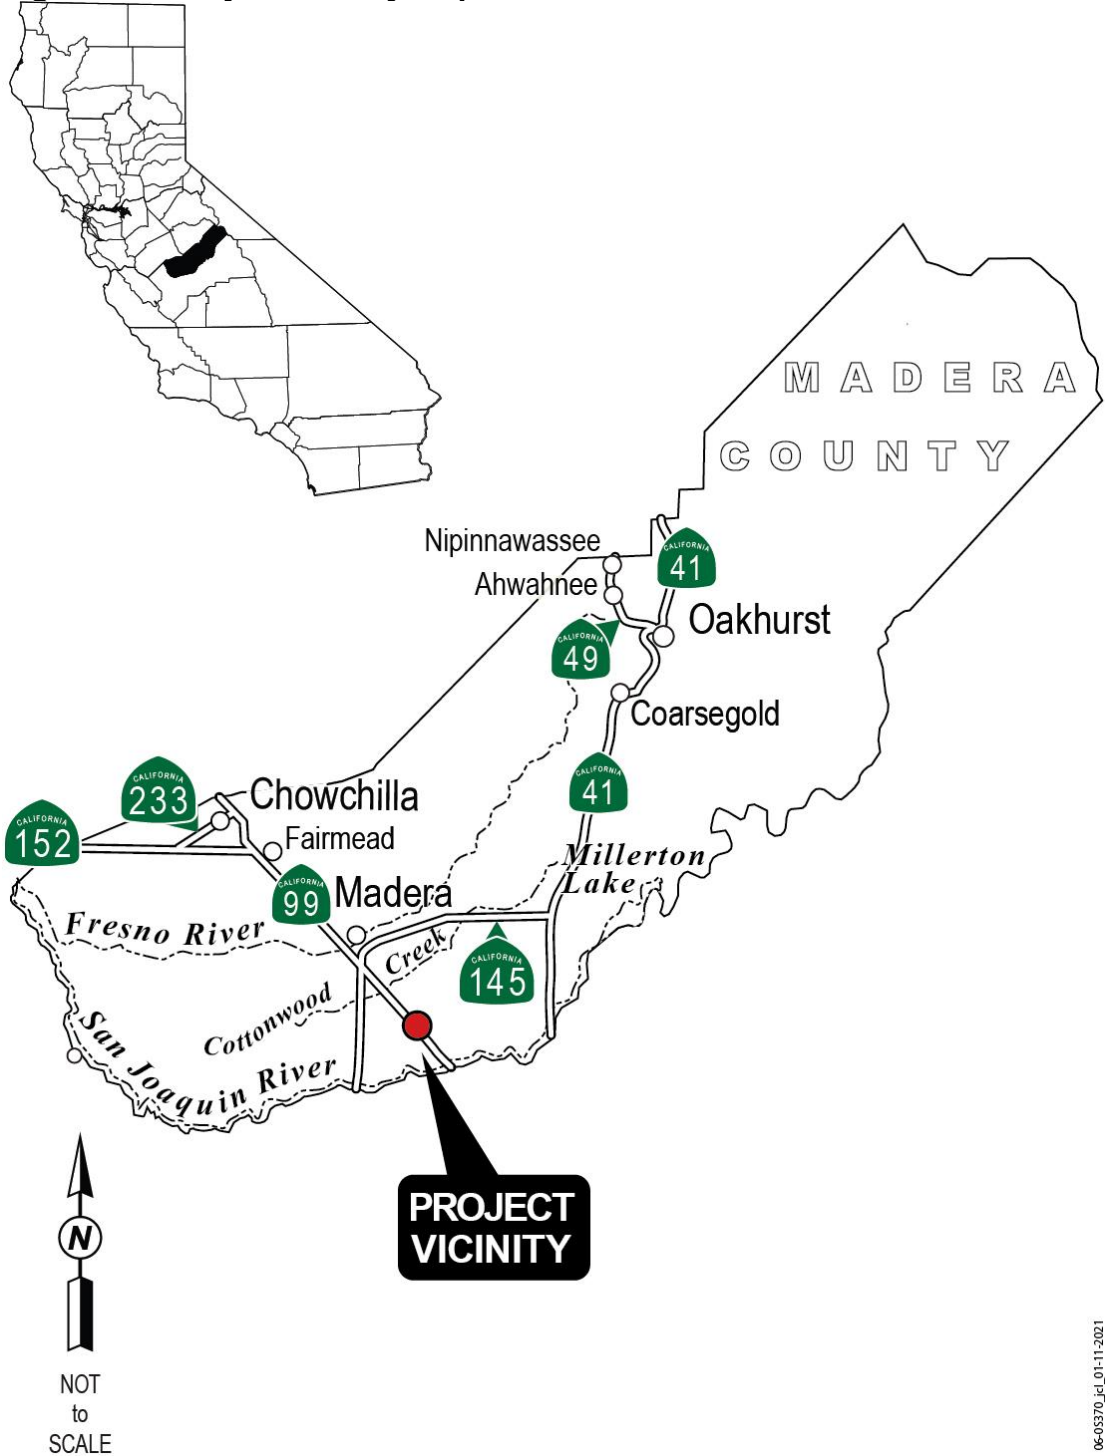 MADERA
COUNTY
Nipinnawassee
CALIFORNIA
41
Ahwahnee
Oakhurst
CALIFORNIA
49
Coarsegold
CALIFORNIA
233
Chowchilla
CALIFORNIA
41
CALIFORNIA
152
Fairmead
Millerton
Lake
CALIFORNIA
99
Madera
Fresno River
Creek
CALIFORNIA
145
Cottonwood
San Joaquin River
PROJECT
VICINITY
N
NOT
to
SCALE
06-0S370_jcl_01-11-2021